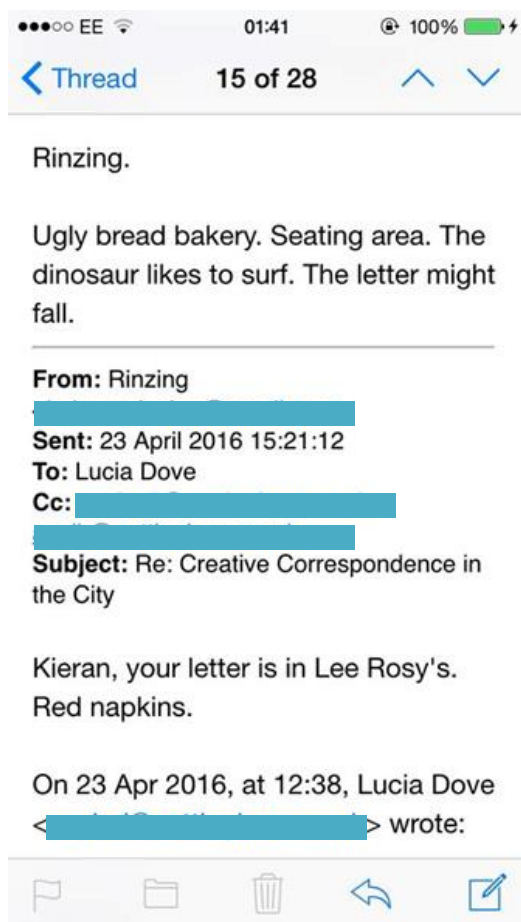 EE 01:41 100%
Thread 15 of 28
Rinzing.
Ugly bread bakery. Seating area. The
dinosaur likes to surf. The letter might
fall.
From: Rinzing
Sent: 23 April 2016 15:21:12
To: Lucia Dove
Cc:
Subject: Re: Creative Correspondence in
the City
Kieran, your letter is in Lee Rosy's.
Red napkins.
On 23 Apr 2016, at 12:38, Lucia Dove
< > wrote: